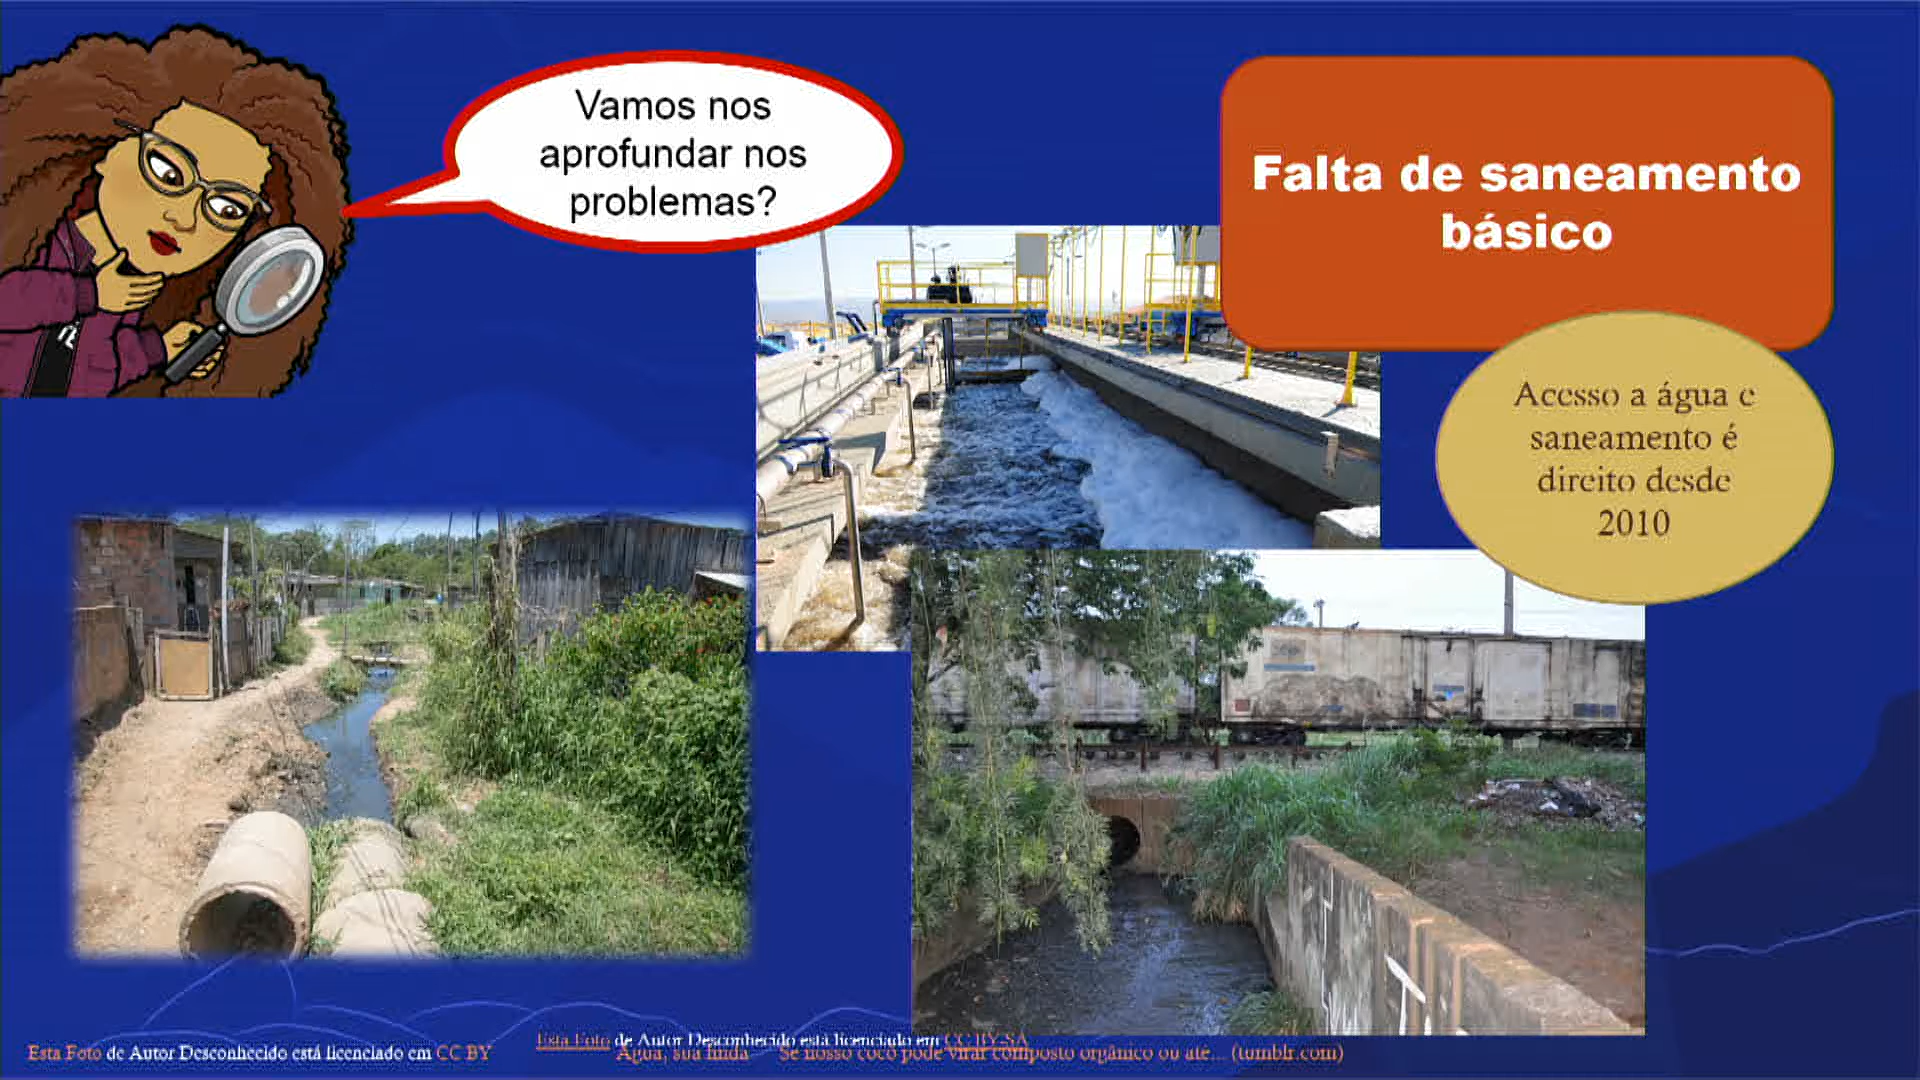 Vamos nos
aprofundar nos
problemas?
Falta de saneamento
básico
Acesso a água e
saneamento é
direito desde
2010
Esta Foto de Autor Desconhecido está licenciado em CC BY-SA
Esta Foto de Autor Desconhecido está licenciado em CC BY
Água, sua linda — Se nosso cocô pode virar composto orgânico ou até... (tumblr.com)